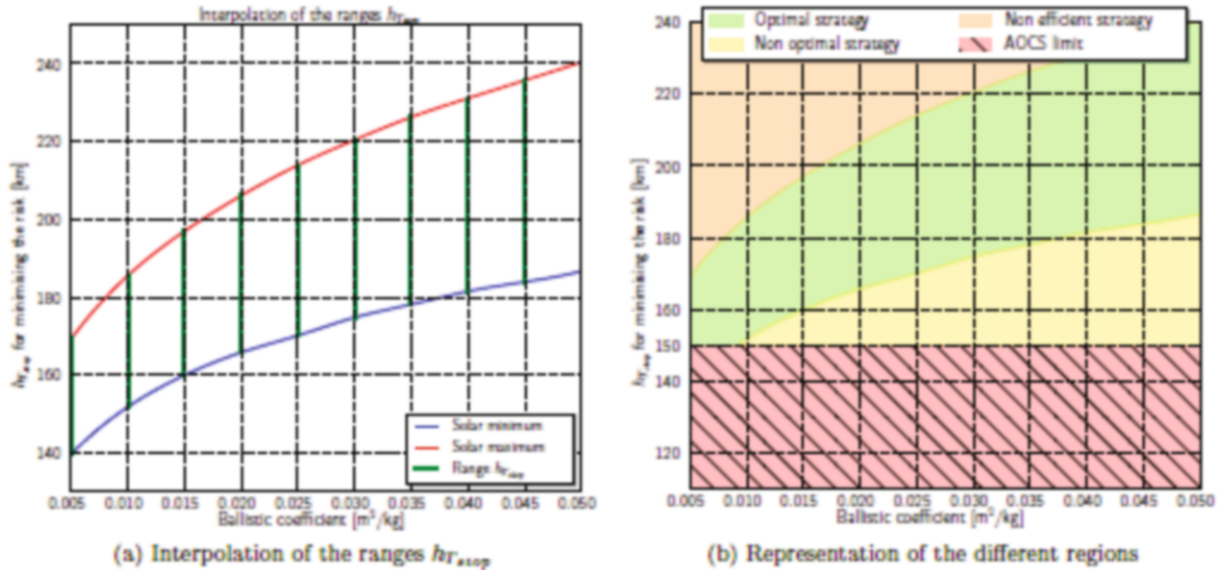 Interpolation of the ranges h_{T_{stop}}
240
220
200
180
160
140
h_{T_{stop}} for minimising the risk [km]
Solar minimum
Solar maximum
Range h_{T_{stop}}
0.005 0.010 0.015 0.020 0.025 0.030 0.035 0.040 0.045 0.050
Ballistic coefficient [m²/kg]
(a) Interpolation of the ranges h_{T_{stop}}
Optimal strategy
Non efficient strategy
Non optimal strategy
AOCS limit
240
220
200
180
160
150
140
120
h_{T_{stop}} for minimising the risk [km]
0.005 0.010 0.015 0.020 0.025 0.030 0.035 0.040 0.045 0.050
Ballistic coefficient [m²/kg]
(b) Representation of the different regions